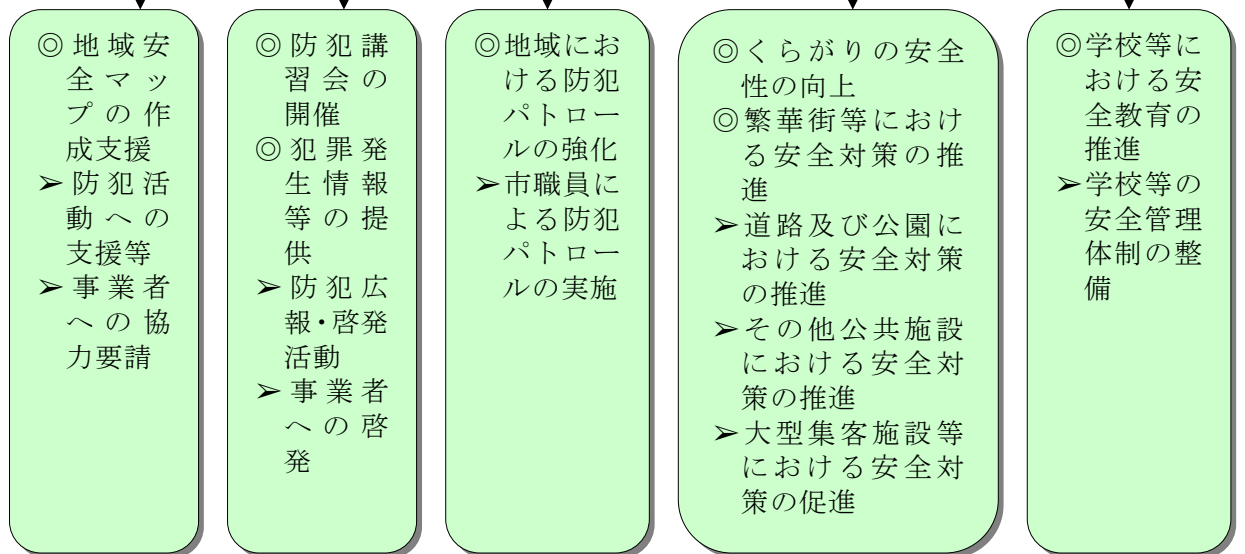 ◎地域安
全マッ
プの作
成支援
➢防犯活
動への
支援等
➢事業者
への協
力要請
◎防犯講
習会の
開催
◎犯罪発
生情報
等の提
供
➢防犯広
報・啓発
活動
➢事業者
への啓
発
◎地域にお
ける防犯
パトロー
ルの強化
➢市職員に
よる防犯
パトロー
ルの実施
◎くらがりの安全
性の向上
◎繁華街等におけ
る安全対策の推
進
➢道路及び公園に
おける安全対策
の推進
➢その他公共施設
における安全対
策の推進
➢大型集客施設等
における安全対
策の促進
◎学校等に
おける安
全教育の
推進
➢学校等の
安全管理
体制の整
備